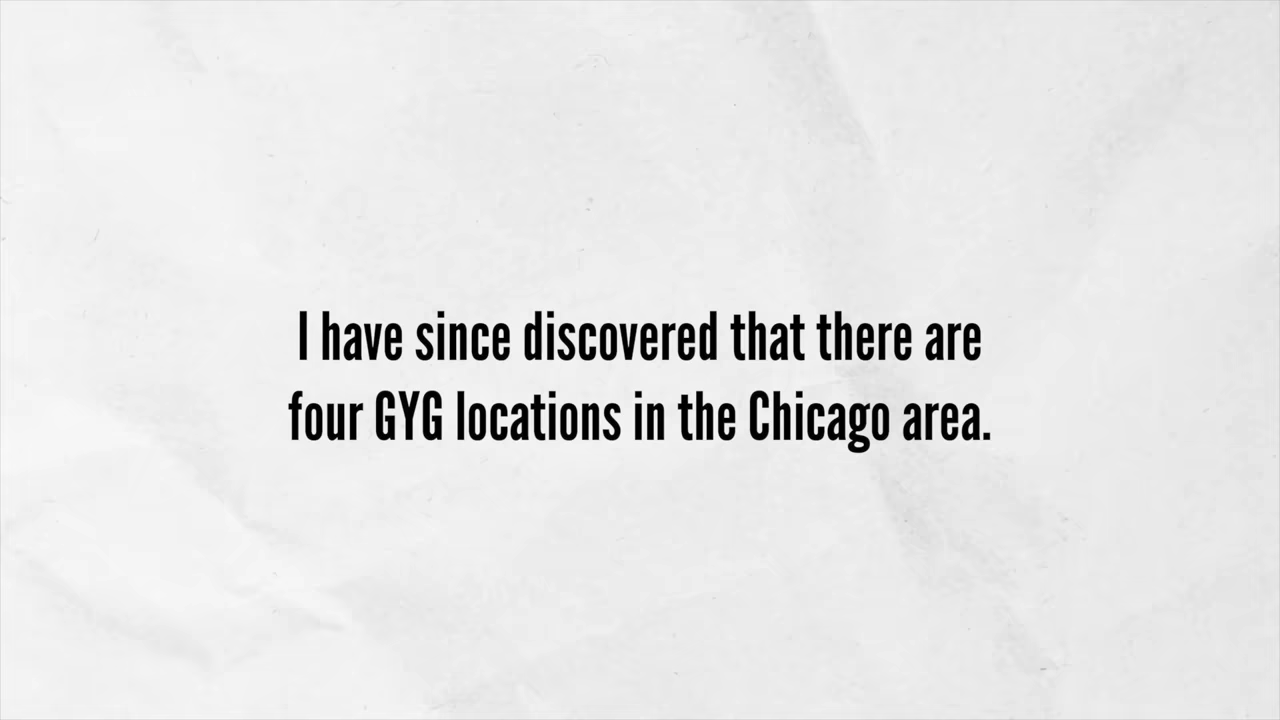 I have since discovered that there are
four GYG locations in the Chicago area.